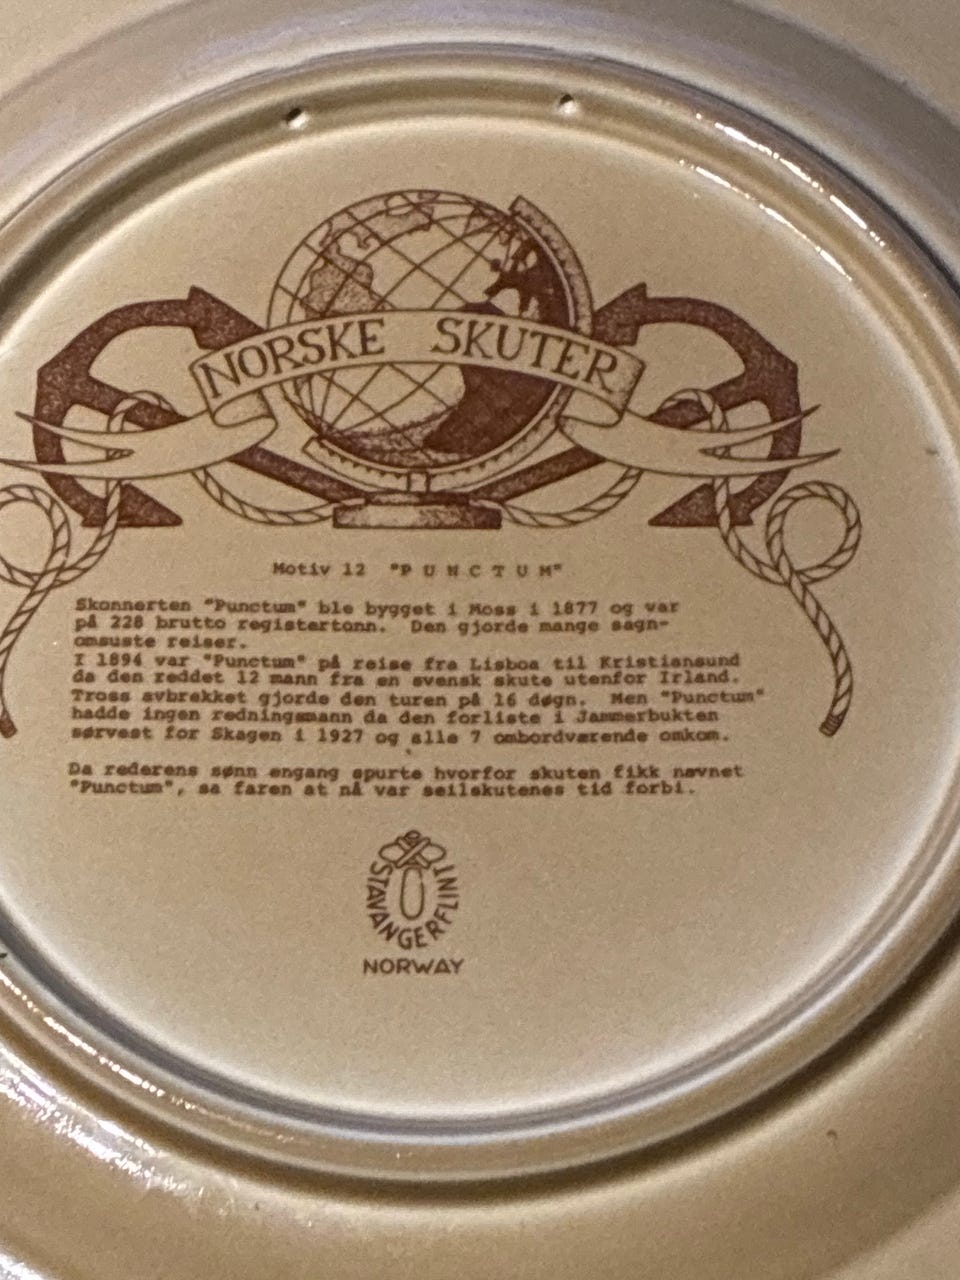 NORSKE SKUTER
Motiv 12 "P U N C T U M"
Skonnerten "Punctum" ble bygget i Moss i 1877 og var
på 228 brutto registertonn. Den gjorde mange sagn-
omsuste reiser.
I 1894 var "Punctum" på reise fra Lisboa til Kristiansund
da den reddet 12 mann fra en svensk skute utenfor Irland.
Tross avbrekket gjorde den turen på 16 døgn. Men "Punctum"
hadde ingen redningsmann da den forliste i Jammerbukten
sørvest for Skagen i 1927 og alle 7 ombordværende omkom.
Da rederens sønn engang spurte hvorfor skuten fikk navnet
"Punctum", sa faren at nå var seilskutenes tid forbi.
STAVANGERFLINT
NORWAY